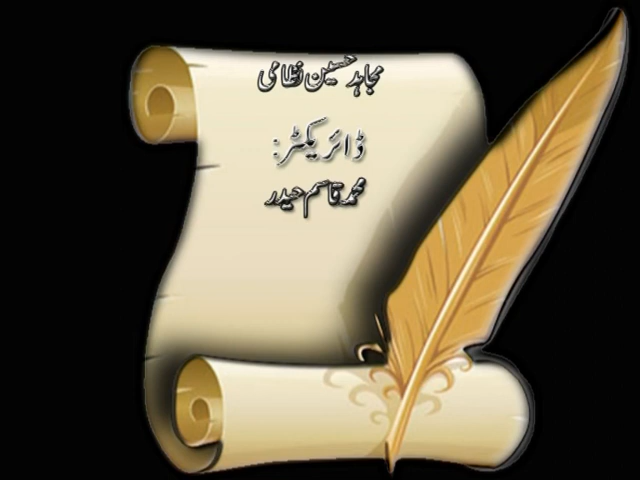 مجاہد حسین نظامی
ڈائریکٹر:
محمد قاسم حیدر